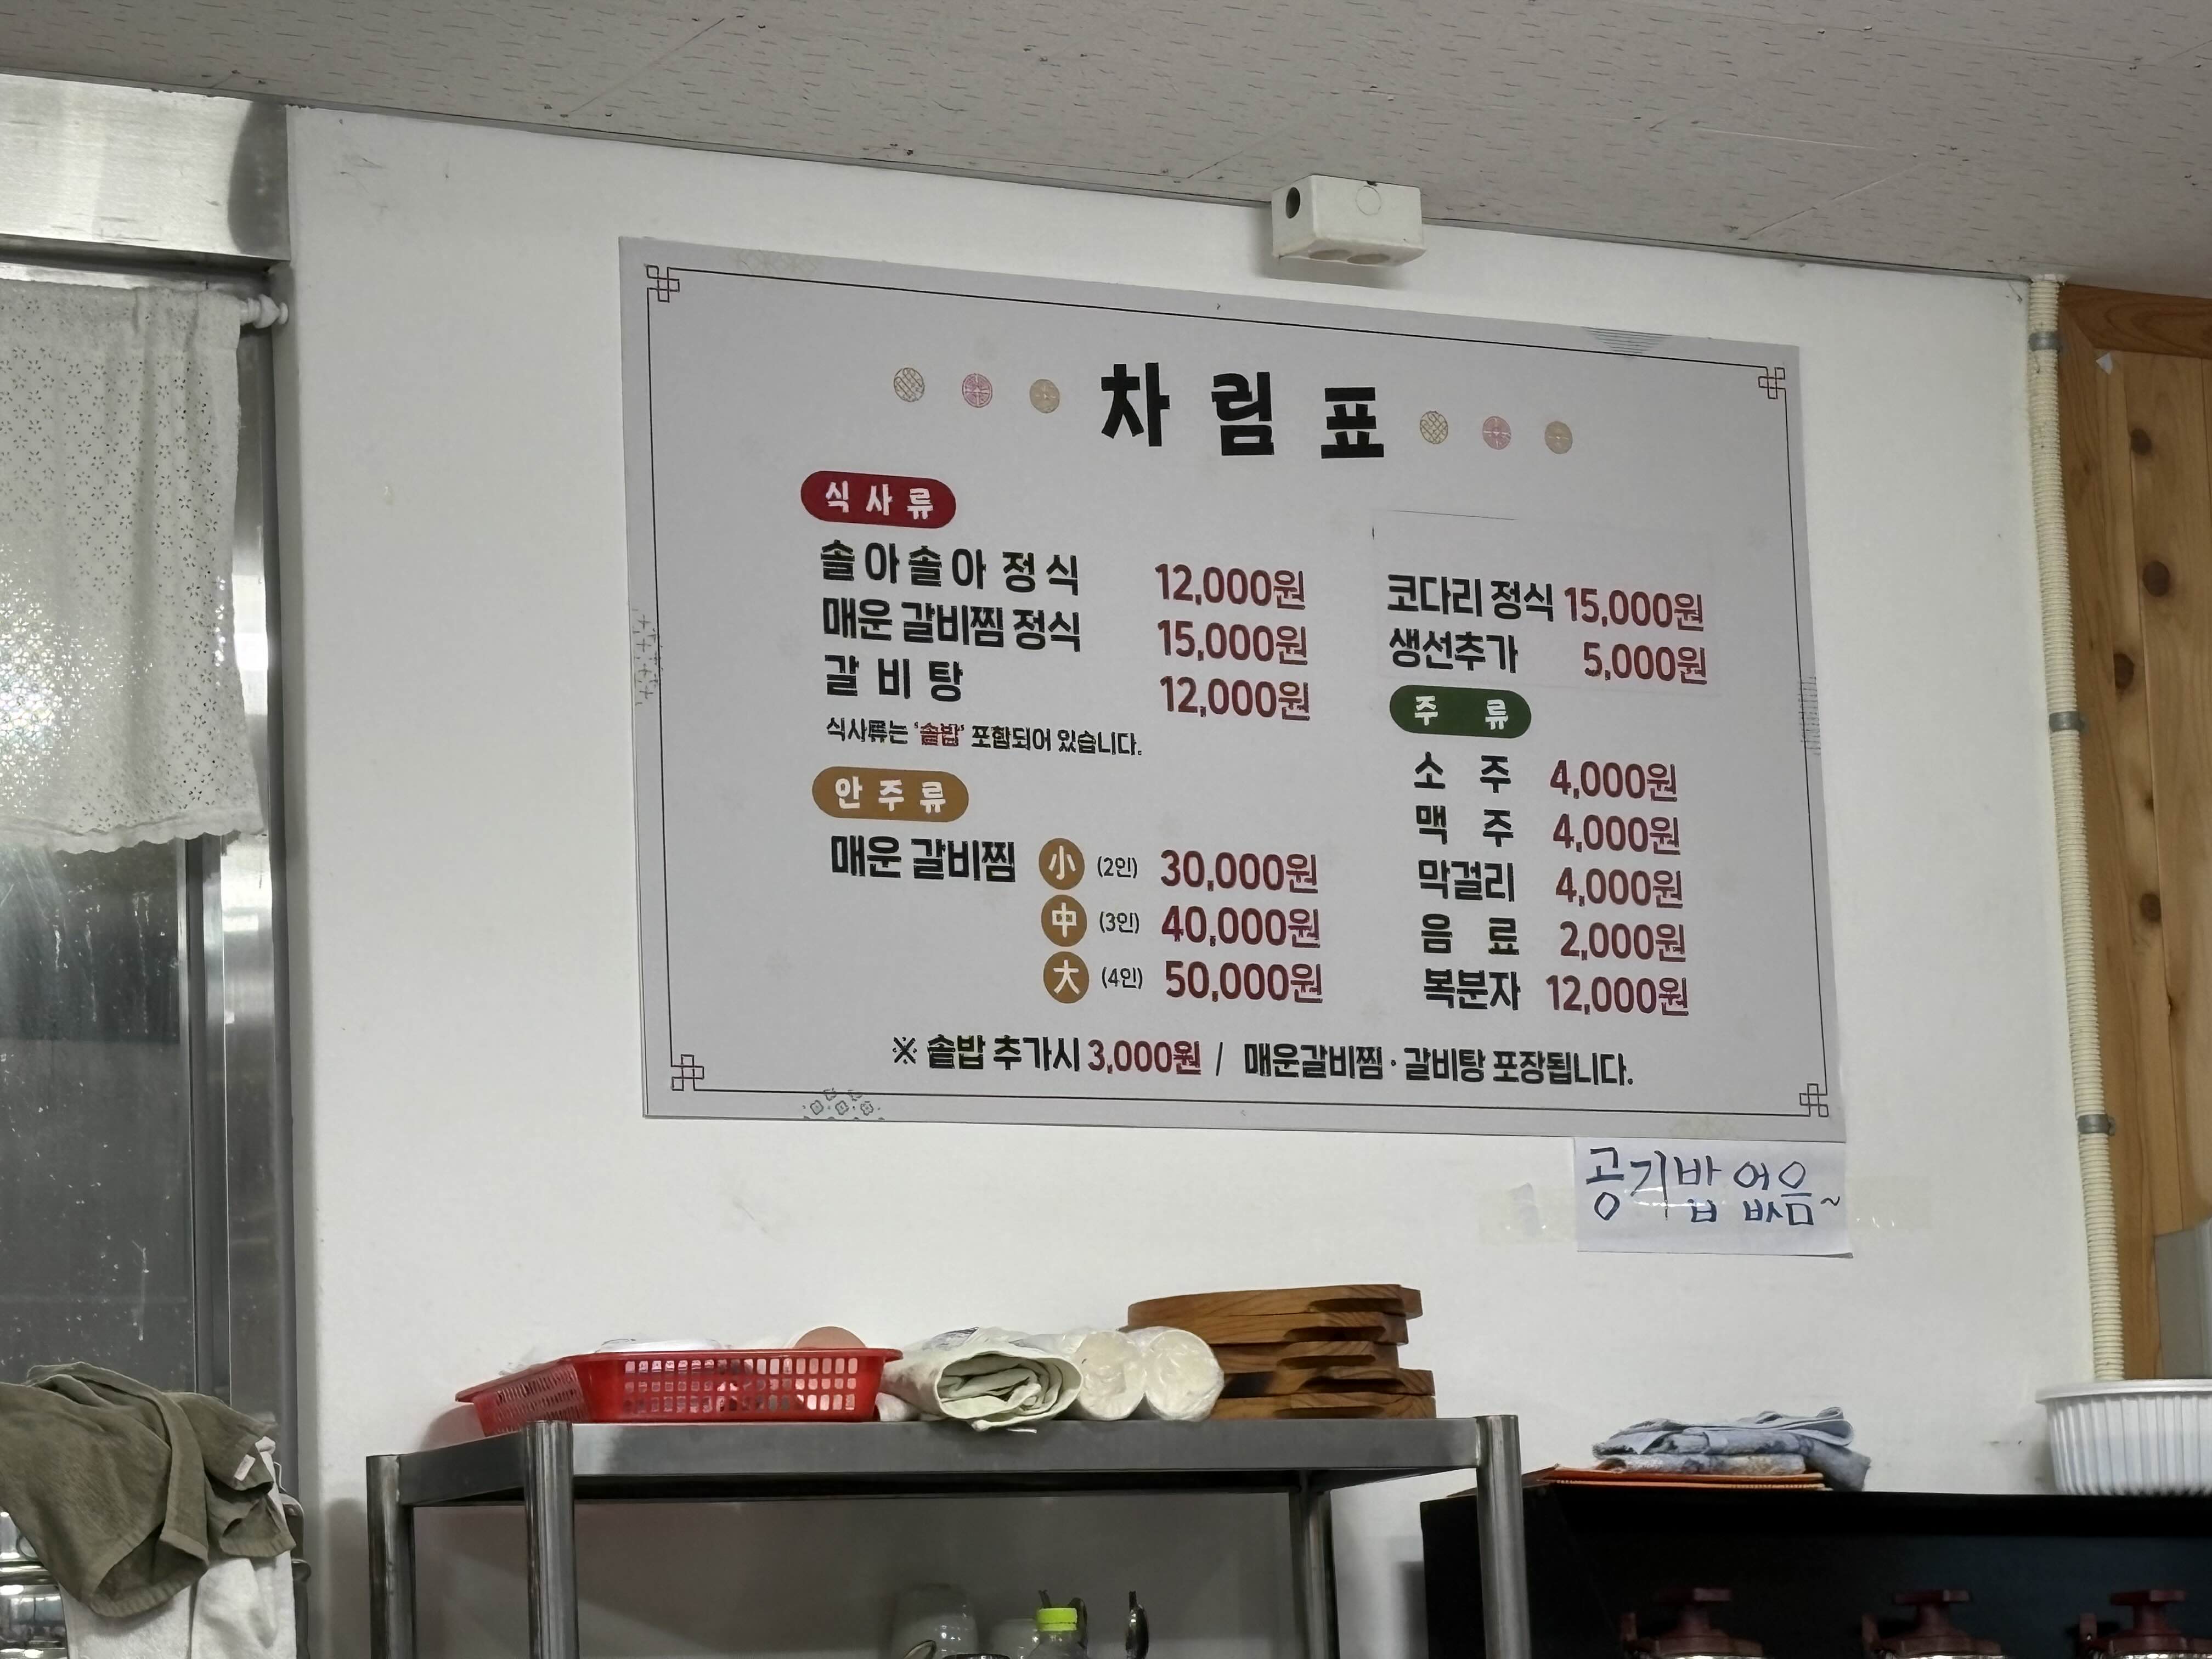 차림표
식사류
솔아솔아 정식 12,000원
매운 갈비찜 정식 15,000원
갈비탕 12,000원
식사류는 '솥밥' 포함되어 있습니다.
안주류
매운 갈비찜 小 (2인) 30,000원
中 (3인) 40,000원
大 (4인) 50,000원
코다리 정식 15,000원
생선추가 5,000원
주류
소주 4,000원
맥주 4,000원
막걸리 4,000원
음료 2,000원
복분자 12,000원
※ 솥밥 추가시 3,000원 / 매운갈비찜·갈비탕 포장됩니다.
공기밥 없음~